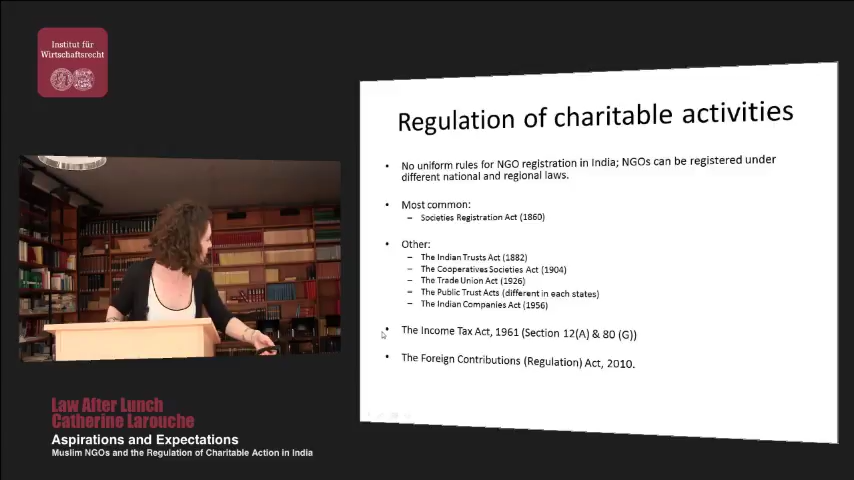 Institut für
Wirtschaftsrecht
Regulation of charitable activities
• No uniform rules for NGO registration in India; NGOs can be registered under
different national and regional laws.
• Most common:
– Societies Registration Act (1860)
• Other:
– The Indian Trusts Act (1882)
– The Cooperatives Societies Act (1904)
– The Trade Union Act (1926)
– The Public Trust Acts (different in each states)
– The Indian Companies Act (1956)
• The Income Tax Act, 1961 (Section 12(A) & 80 (G))
• The Foreign Contributions (Regulation) Act, 2010.
Law After Lunch
Catherine Larouche
Aspirations and Expectations
Muslim NGOs and the Regulation of Charitable Action in India